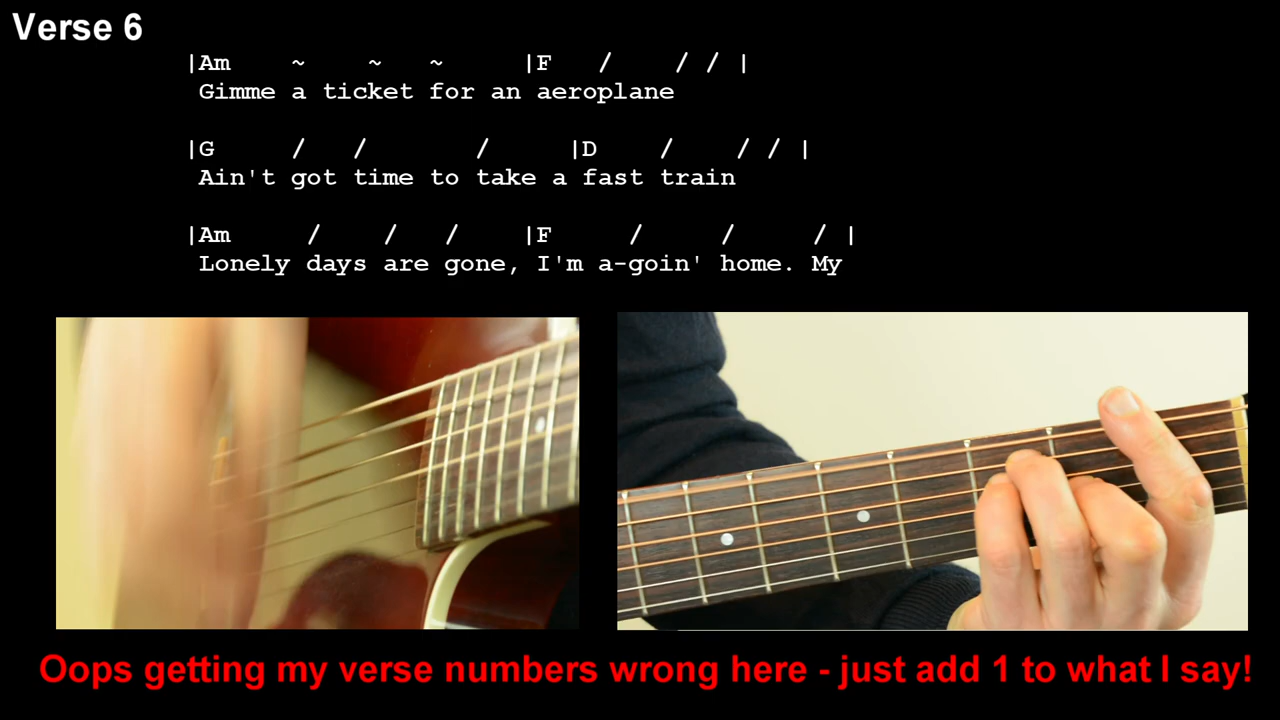 Verse 6
|Am ~ ~ ~ |F / / / |
Gimme a ticket for an aeroplane
|G / / / |D / / / |
Ain't got time to take a fast train
|Am / / / |F / / / |
Lonely days are gone, I'm a-goin' home. My
Oops getting my verse numbers wrong here - just add 1 to what I say!